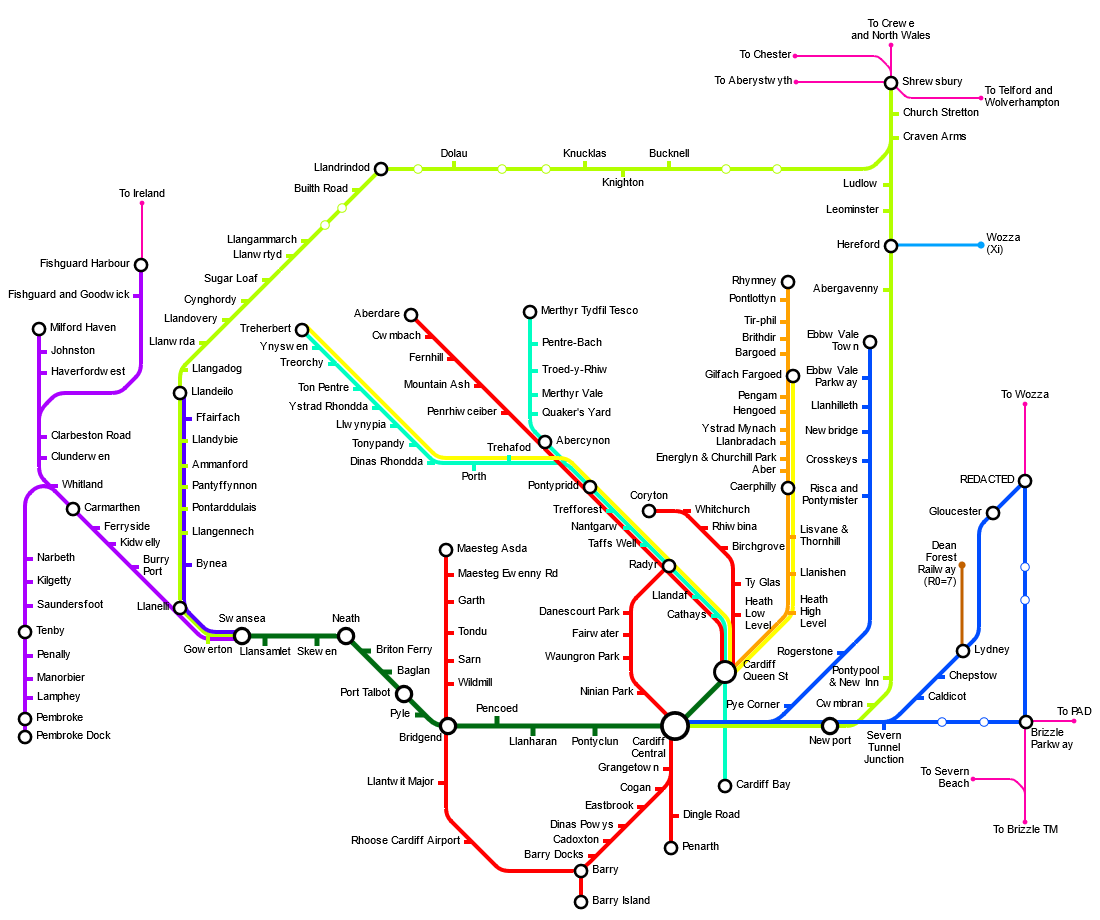 To Crewe
and North Wales
To Chester
To Aberystwyth
Shrewsbury
To Telford and
Wolverhampton
Church Stretton
Craven Arms
Dolau
Knucklas
Bucknell
Llandrindod
Knighton
Builth Road
Ludlow
Leominster
To Ireland
Llangammarch
Llanwrtyd
Hereford
Wozza
(Xi)
Fishguard Harbour
Sugar Loaf
Rhymney
Abergavenny
Fishguard and Goodwick
Cynghordy
Pontlottyn
Llandovery
Aberdare
Merthyr Tydfil Tesco
Tir-phil
Milford Haven
Treherbert
Cwmbach
Brithdir
Ebbw Vale
Town
Llanwrda
Ynyswen
Pentre-Bach
Bargoed
Johnston
Treorchy
Fernhill
Troed-y-Rhiw
Gilfach Fargoed
Ebbw Vale
Parkway
Haverfordwest
Llangadog
Ton Pentre
Mountain Ash
Merthyr Vale
Pengam
To Wozza
Llandeilo
Ystrad Rhondda
Penrhiwceiber
Quaker's Yard
Hengoed
Llanhilleth
Ffairfach
Llwynypia
Ystrad Mynach
Newbridge
Clarbeston Road
Llandybie
Tonypandy
Trehafod
Abercynon
Llanbradach
Clunderwen
Ammanford
Dinas Rhondda
Porth
Energlyn & Churchill Park
Aber
Crosskeys
Whitland
Pantyffynnon
Pontypridd
Caerphilly
Risca and
Pontymister
REDACTED
Carmarthen
Pontarddulais
Trefforest
Coryton
Whitchurch
Gloucester
Ferryside
Nantgarw
Rhiwbina
Lisvane &
Thornhill
Kidwelly
Llangennech
Taffs Well
Birchgrove
Dean
Forest
Railway
(R0=7)
Narbeth
Burry
Port
Bynea
Maesteg Asda
Radyr
Llanishen
Kilgetty
Maesteg Ewenny Rd
Ty Glas
Saundersfoot
Llanelli
Garth
Danescourt Park
Llandaf
Cathays
Heath
Low
Level
Heath
High
Level
Tenby
Swansea
Neath
Tondu
Fairwater
Gowerton
Llansamlet
Skewen
Briton Ferry
Rogerstone
Lydney
Penally
Sarn
Waungron Park
Manorbier
Baglan
Wildmill
Cardiff
Queen St
Pontypool
& New Inn
Chepstow
Lamphey
Port Talbot
Ninian Park
Caldicot
Pembroke
Pyle
Pencoed
Pye Corner
Cwmbran
To PAD
Pembroke Dock
Bridgend
Llanharan
Pontyclun
Cardiff
Central
Newport
Severn
Tunnel
Junction
Brizzle
Parkway
Grangetown
Llantwit Major
Cogan
Cardiff Bay
To Severn
Beach
Eastbrook
Dinas Powys
Dingle Road
Rhoose Cardiff Airport
Cadoxton
Barry Docks
Penarth
To Brizzle TM
Barry
Barry Island